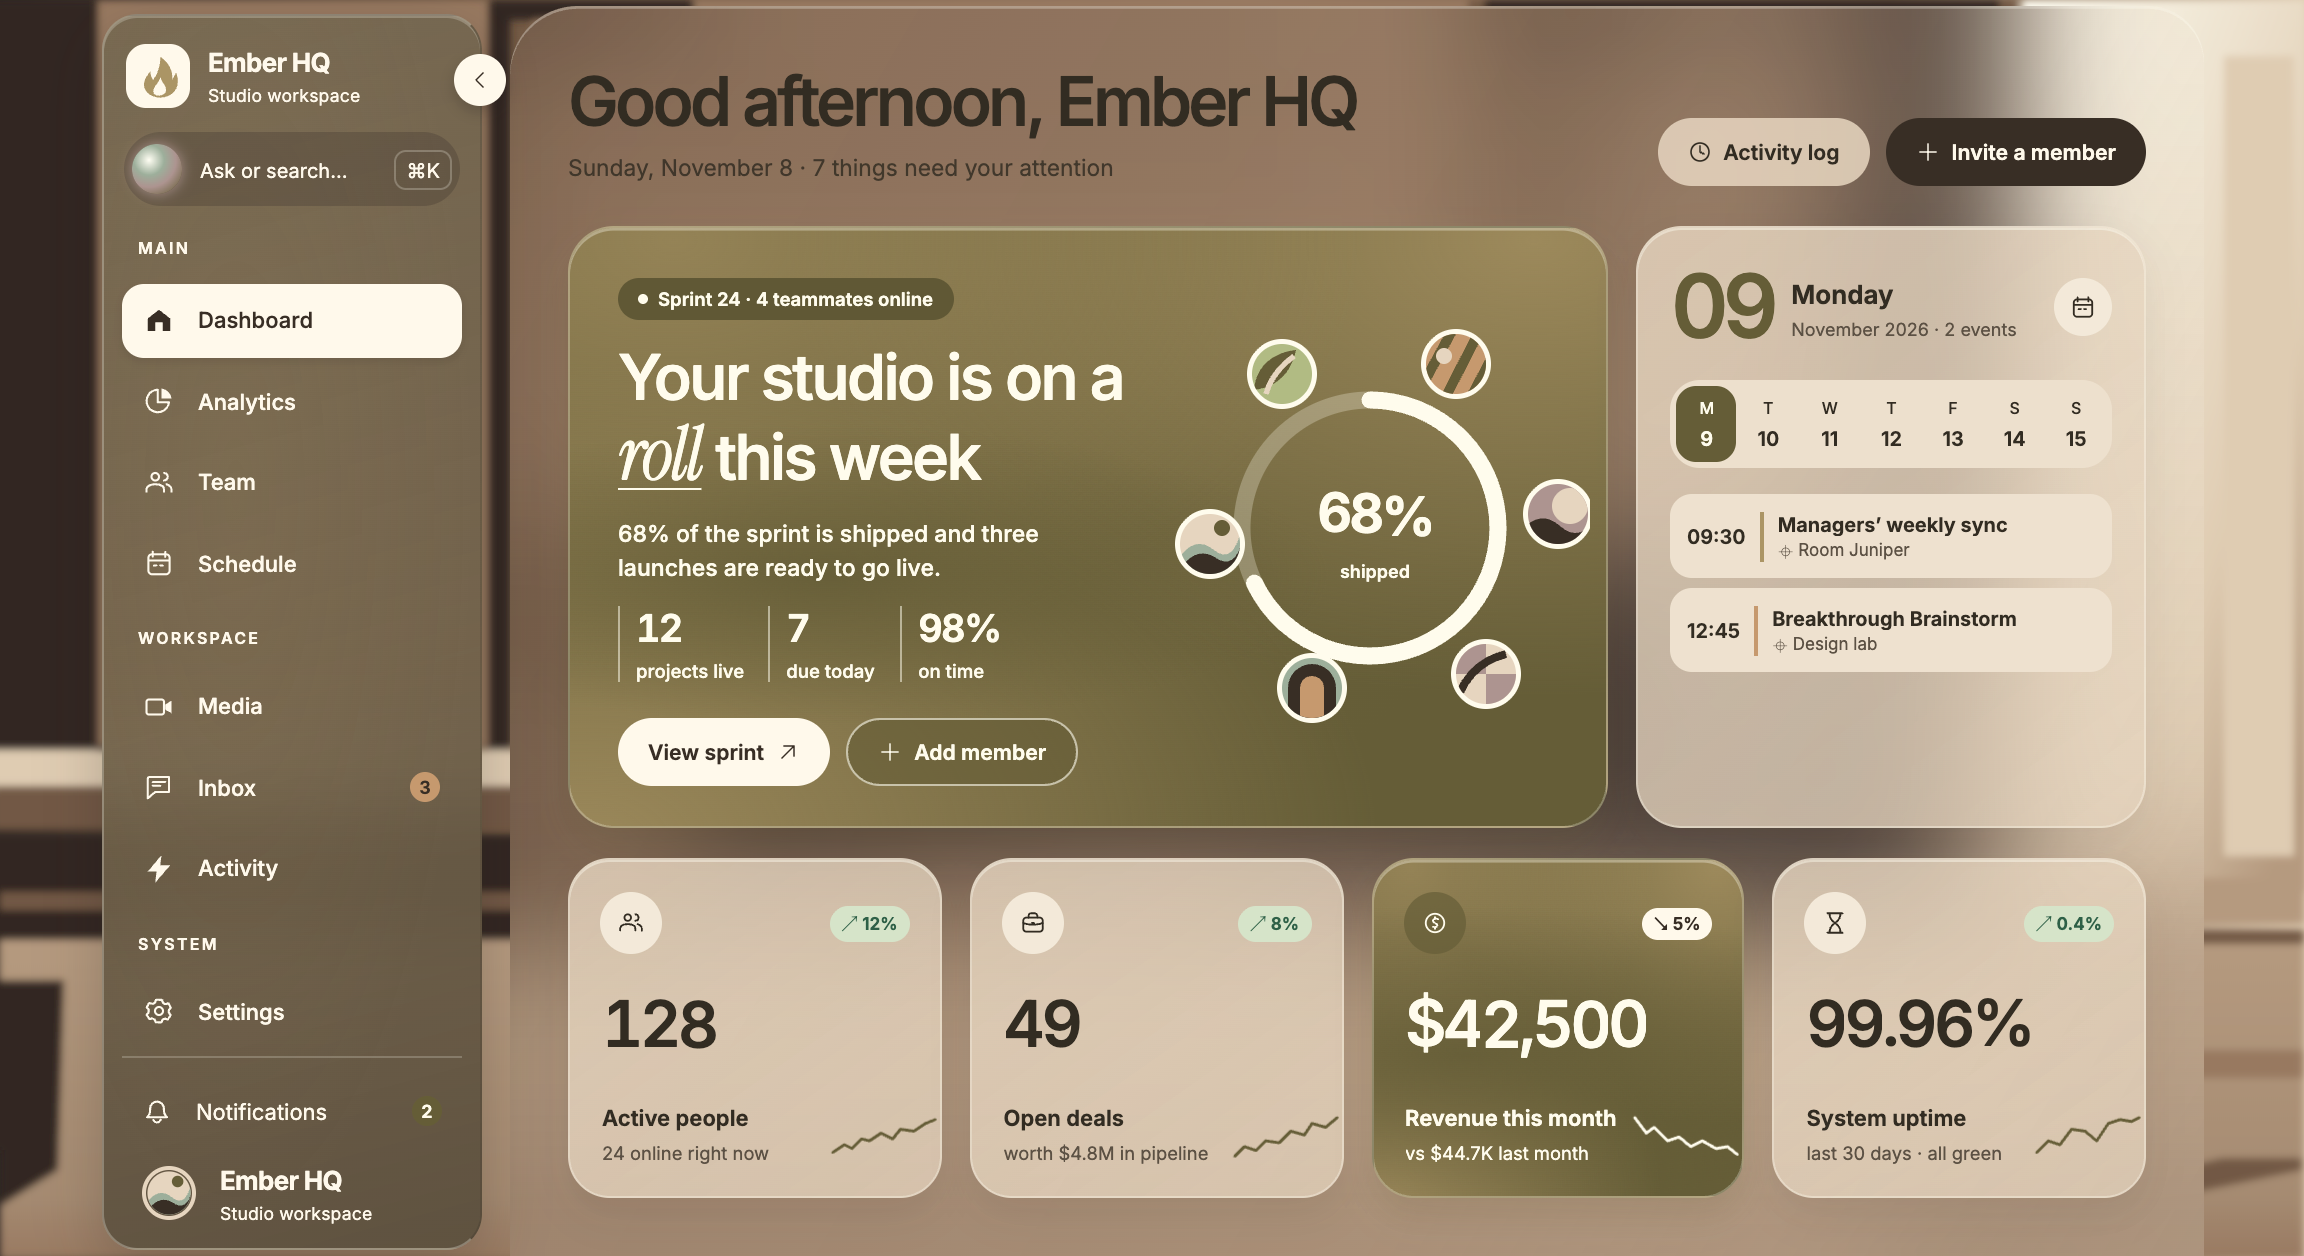 Ember HQ
Studio workspace
Ask or search...
⌘K
MAIN
Dashboard
Analytics
Team
Schedule
WORKSPACE
Media
Inbox
3
Activity
SYSTEM
Settings
Notifications
2
Ember HQ
Studio workspace
Good afternoon, Ember HQ
Sunday, November 8 · 7 things need your attention
Activity log
Invite a member
Sprint 24 · 4 teammates online
Your studio is on a
roll this week
68% of the sprint is shipped and three
launches are ready to go live.
12
projects live
7
due today
98%
on time
View sprint
Add member
68%
shipped
09
Monday
November 2026 · 2 events
M T W T F S S
9 10 11 12 13 14 15
09:30
Managers’ weekly sync
Room Juniper
12:45
Breakthrough Brainstorm
Design lab
12%
128
Active people
24 online right now
8%
49
Open deals
worth $4.8M in pipeline
5%
$42,500
Revenue this month
vs $44.7K last month
0.4%
99.96%
System uptime
last 30 days · all green